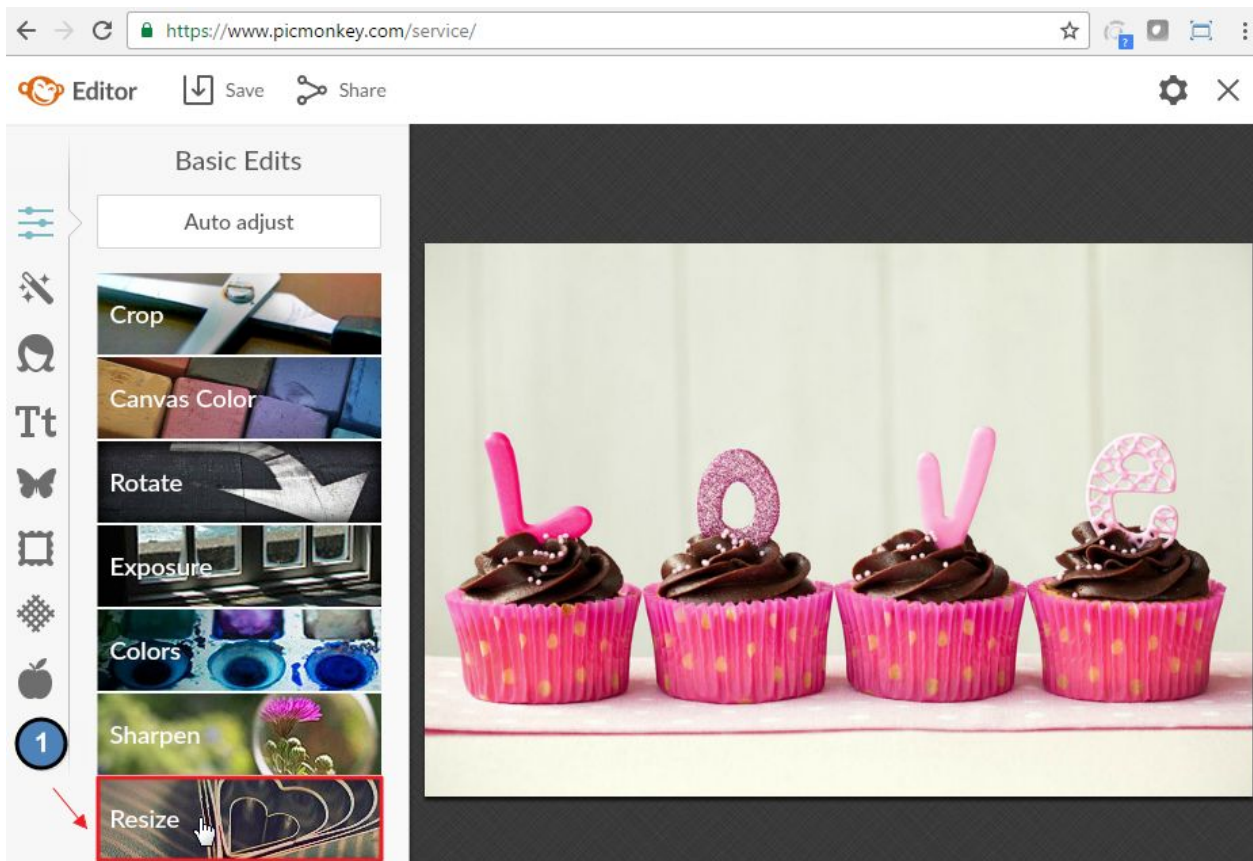 https://www.picmonkey.com/service/
?
Editor Save Share
Basic Edits
Auto adjust
Crop
Canvas Color
Rotate
Tt
Exposure
Colors
Sharpen
1
Resize
L O V e